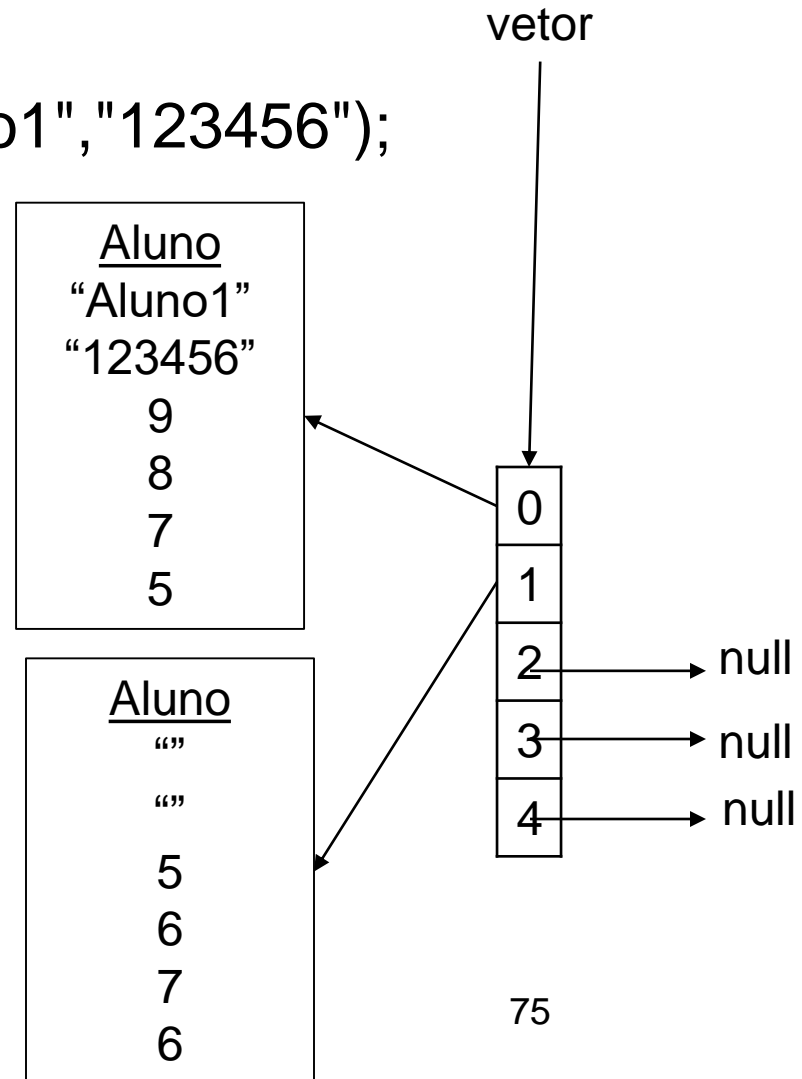 vetor
o1","123456");
Aluno
“Aluno1”
“123456”
9
8
7
5
0
1
2
null
3
null
4
null
Aluno
“”
“”
5
6
7
6
75